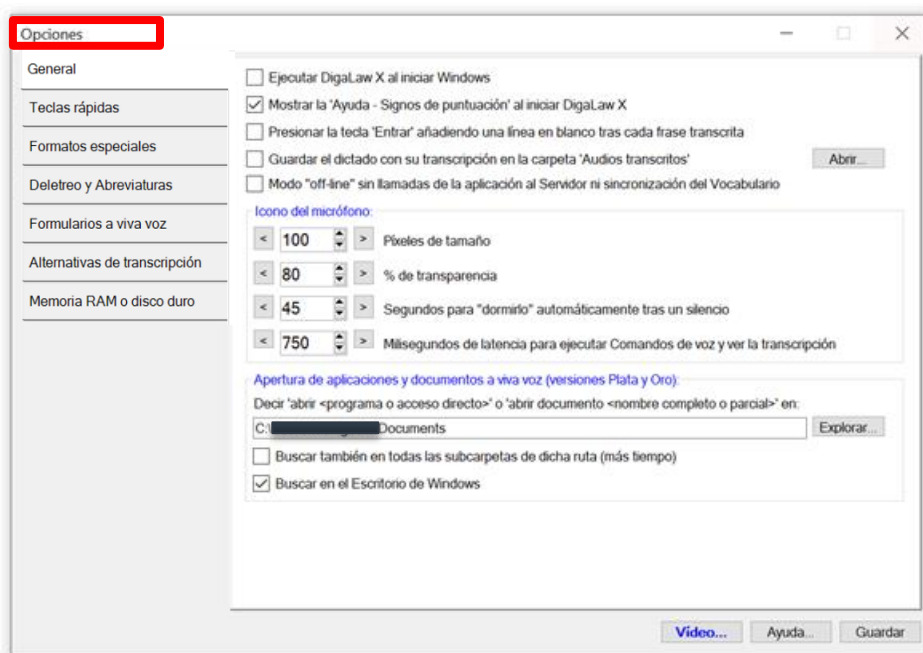 Opciones
General
Teclas rápidas
Formatos especiales
Deletreo y Abreviaturas
Formularios a viva voz
Alternativas de transcripción
Memoria RAM o disco duro
Ejecutar DigaLaw X al iniciar Windows
Mostrar la 'Ayuda - Signos de puntuación' al iniciar DigaLaw X
Presionar la tecla 'Entrar' añadiendo una línea en blanco tras cada frase transcrita
Guardar el dictado con su transcripción en la carpeta 'Audios transcritos' Abrir...
Modo "off-line" sin llamadas de la aplicación al Servidor ni sincronización del Vocabulario
Icono del micrófono:
< 100 > Píxeles de tamaño
< 80 > % de transparencia
< 45 > Segundos para "dormirlo" automáticamente tras un silencio
< 750 > Milisegundos de latencia para ejecutar Comandos de voz y ver la transcripción
Apertura de aplicaciones y documentos a viva voz (versiones Plata y Oro):
Decir 'abrir <programa o acceso directo>' o 'abrir documento <nombre completo o parcial>' en:
C:\ Documents Explorar...
Buscar también en todas las subcarpetas de dicha ruta (más tiempo)
Buscar en el Escritorio de Windows
Vídeo... Ayuda... Guardar